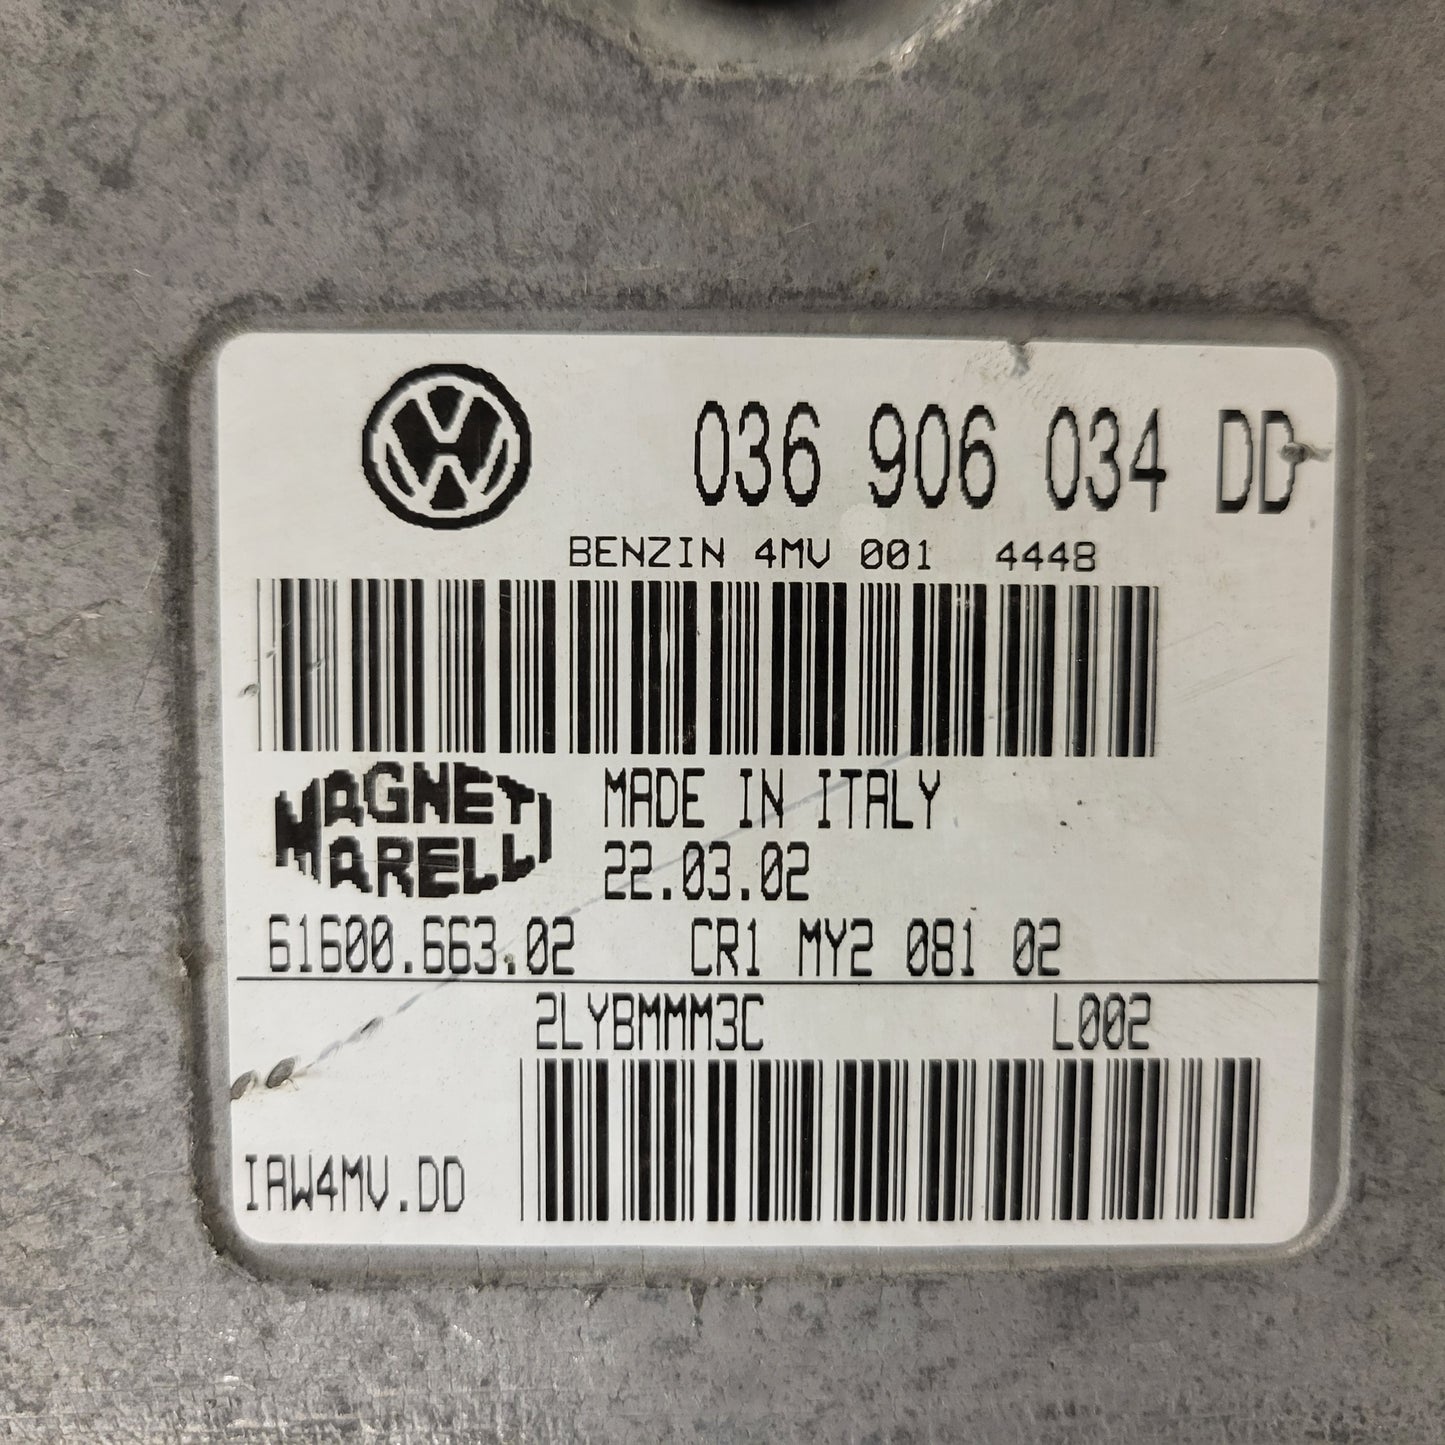 036 906 034 DD
BENZIN 4MV 001 4448
MAGNETI MARELLI
MADE IN ITALY
22.03.02
61600.663.02 CR1 MY2 081 02
2LYBMMM3C L002
IAW4MV.DD